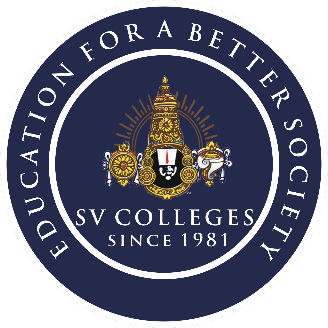 EDUCATION FOR A BETTER SOCIETY
SV COLLEGES
SINCE 1981